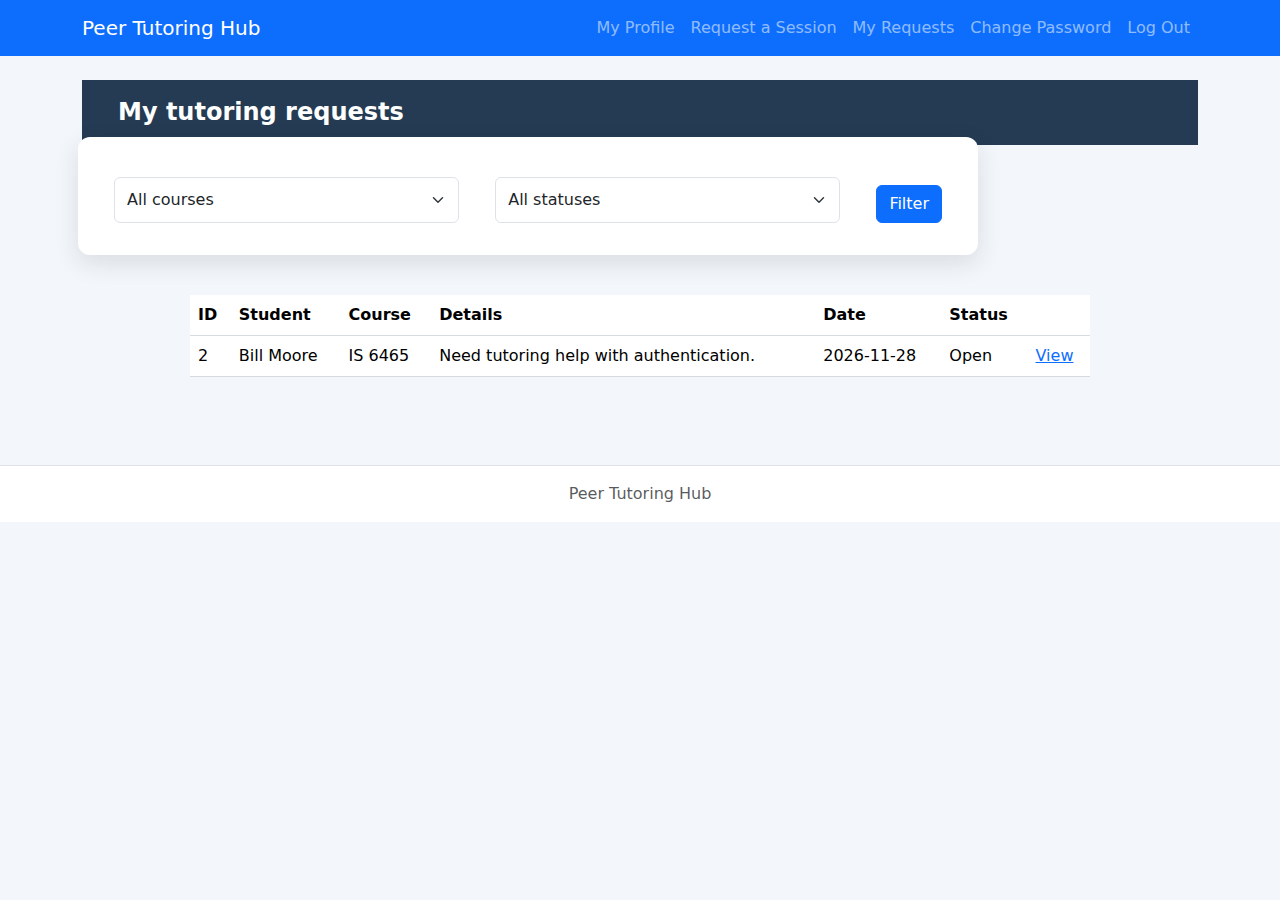 Peer Tutoring Hub My Profile Request a Session My Requests Change Password Log Out
My tutoring requests
All courses All statuses Filter
ID Student Course Details Date Status
2 Bill Moore IS 6465 Need tutoring help with authentication. 2026-11-28 Open View
Peer Tutoring Hub